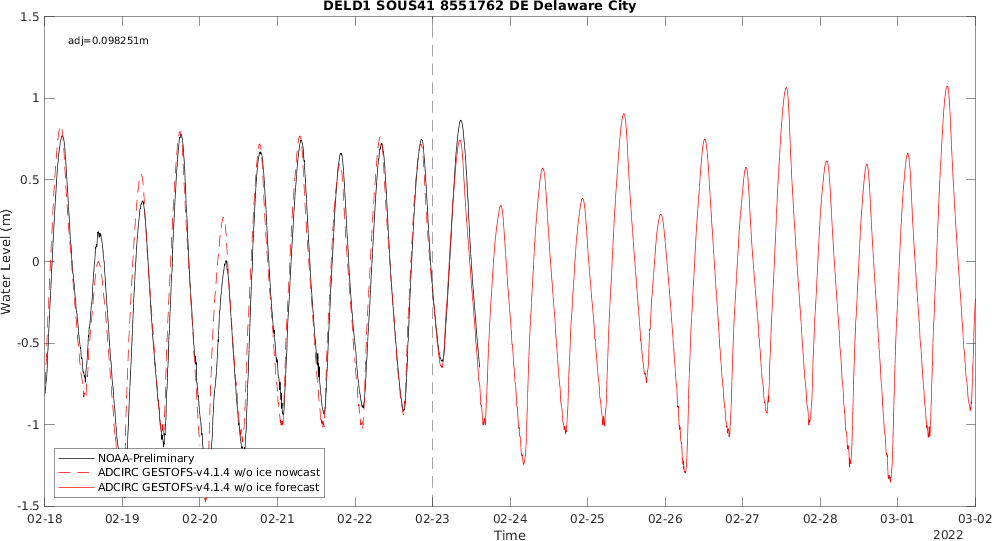 DELD1 SOUS41 8551762 DE Delaware City
adj=0.098251m
1.5
1
0.5
0
-0.5
-1
-1.5
Water Level (m)
NOAA-Preliminary
ADCIRC GESTOFS-v4.1.4 w/o ice nowcast
ADCIRC GESTOFS-v4.1.4 w/o ice forecast
02-18 02-19 02-20 02-21 02-22 02-23 02-24 02-25 02-26 02-27 02-28 03-01 03-02
Time
2022